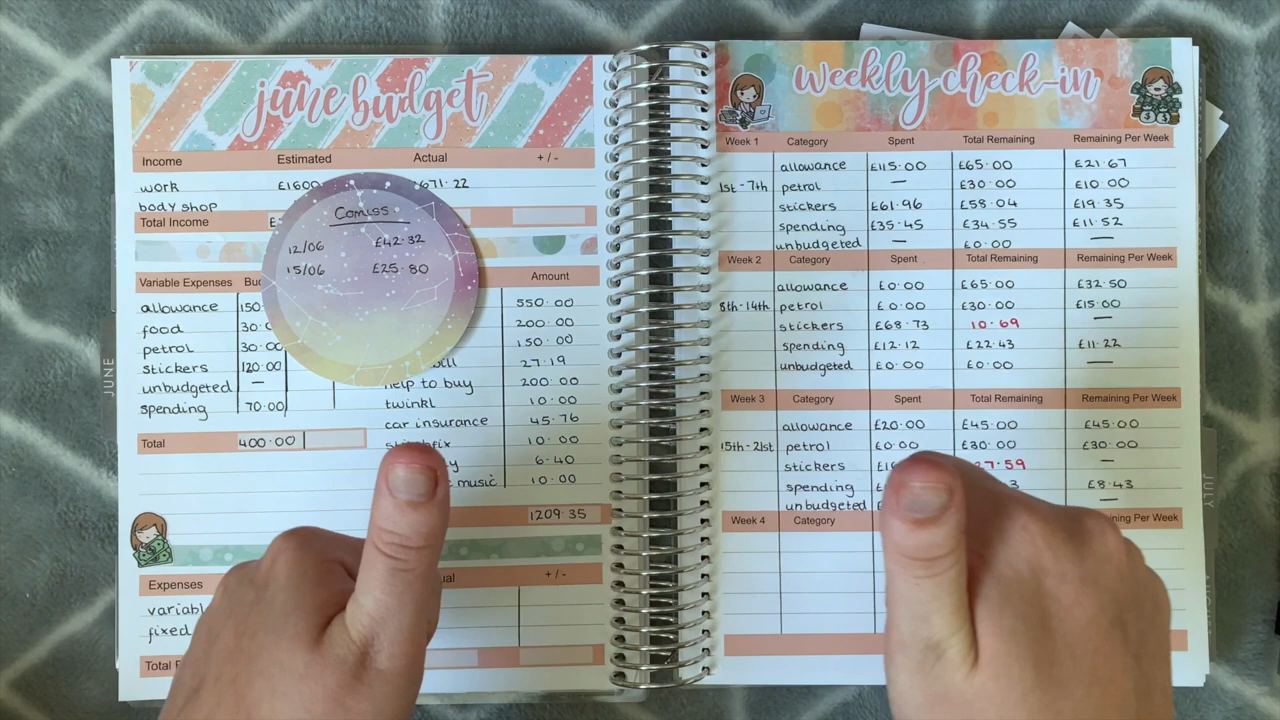 june budget
Income Estimated Actual +/-
work £1600 671.22
body shop
Total Income £
Comiss.
12/06 £42.32
15/06 £25.80
Variable Expenses Amount
allowance 150.
food 30.0
petrol 30.00
stickers 120.00
unbudgeted —
spending 70.00
Total 400.00
550.00
200.00
150.00
27.19
help to buy 200.00
twinkl 10.00
car insurance 45.76
10.00
6.40
music 10.00
1209.35
Expenses +/-
variabl
fixed
Total
JUNE
weekly check-in
Week 1 Category Spent Total Remaining Remaining Per Week
1st-7th
allowance £115.00 £65.00 £21.67
petrol — £30.00 £10.00
stickers £61.96 £58.04 £19.35
spending £35.45 £34.55 £11.52
unbudgeted — £0.00 —
Week 2 Category Spent Total Remaining Remaining Per Week
8th-14th
allowance £0.00 £65.00 £32.50
petrol £0.00 £30.00 £15.00
stickers £68.73 10.69 —
spending £12.12 £22.43 £11.22
unbudgeted £0.00 £0.00 —
Week 3 Category Spent Total Remaining Remaining Per Week
15th-21st
allowance £20.00 £45.00 £45.00
petrol £0.00 £30.00 £30.00
stickers £16 27.59 —
spending £ 3 £8.43
unbudgeted £ —
Week 4 Category Per Week
JULY